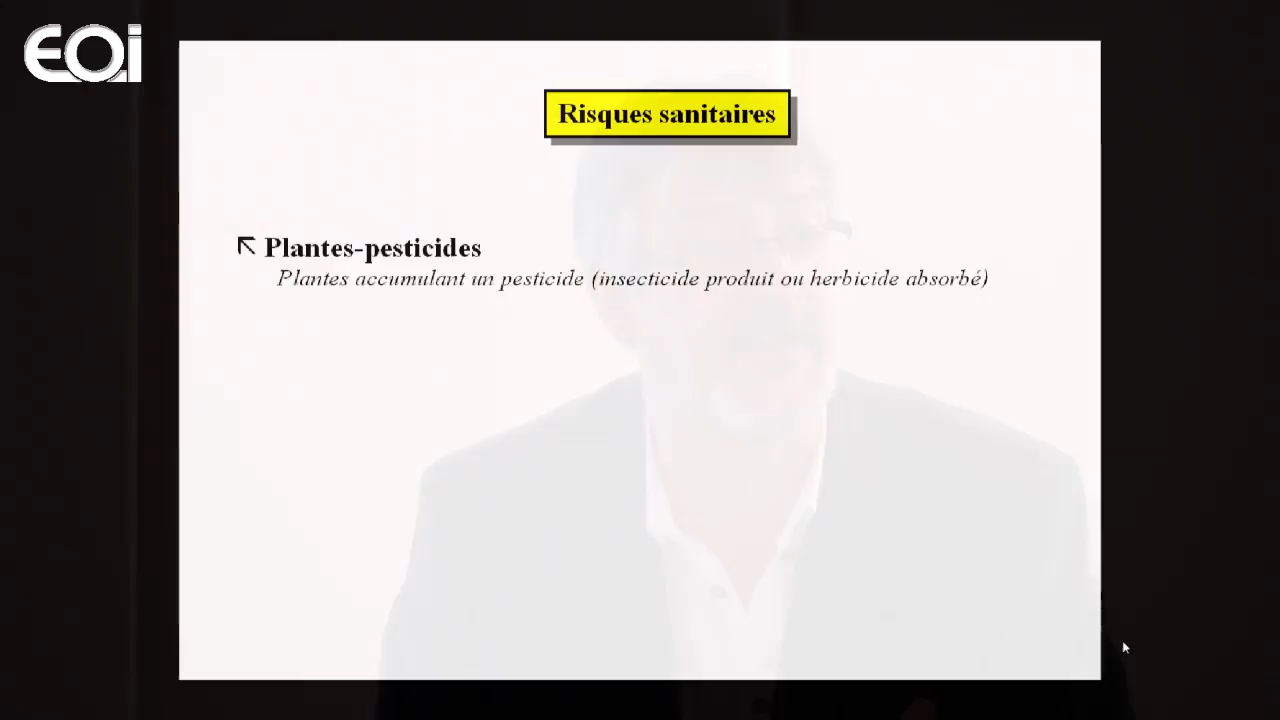 EOi
Risques sanitaires
Plantes-pesticides
Plantes accumulant un pesticide (insecticide produit ou herbicide absorbé)